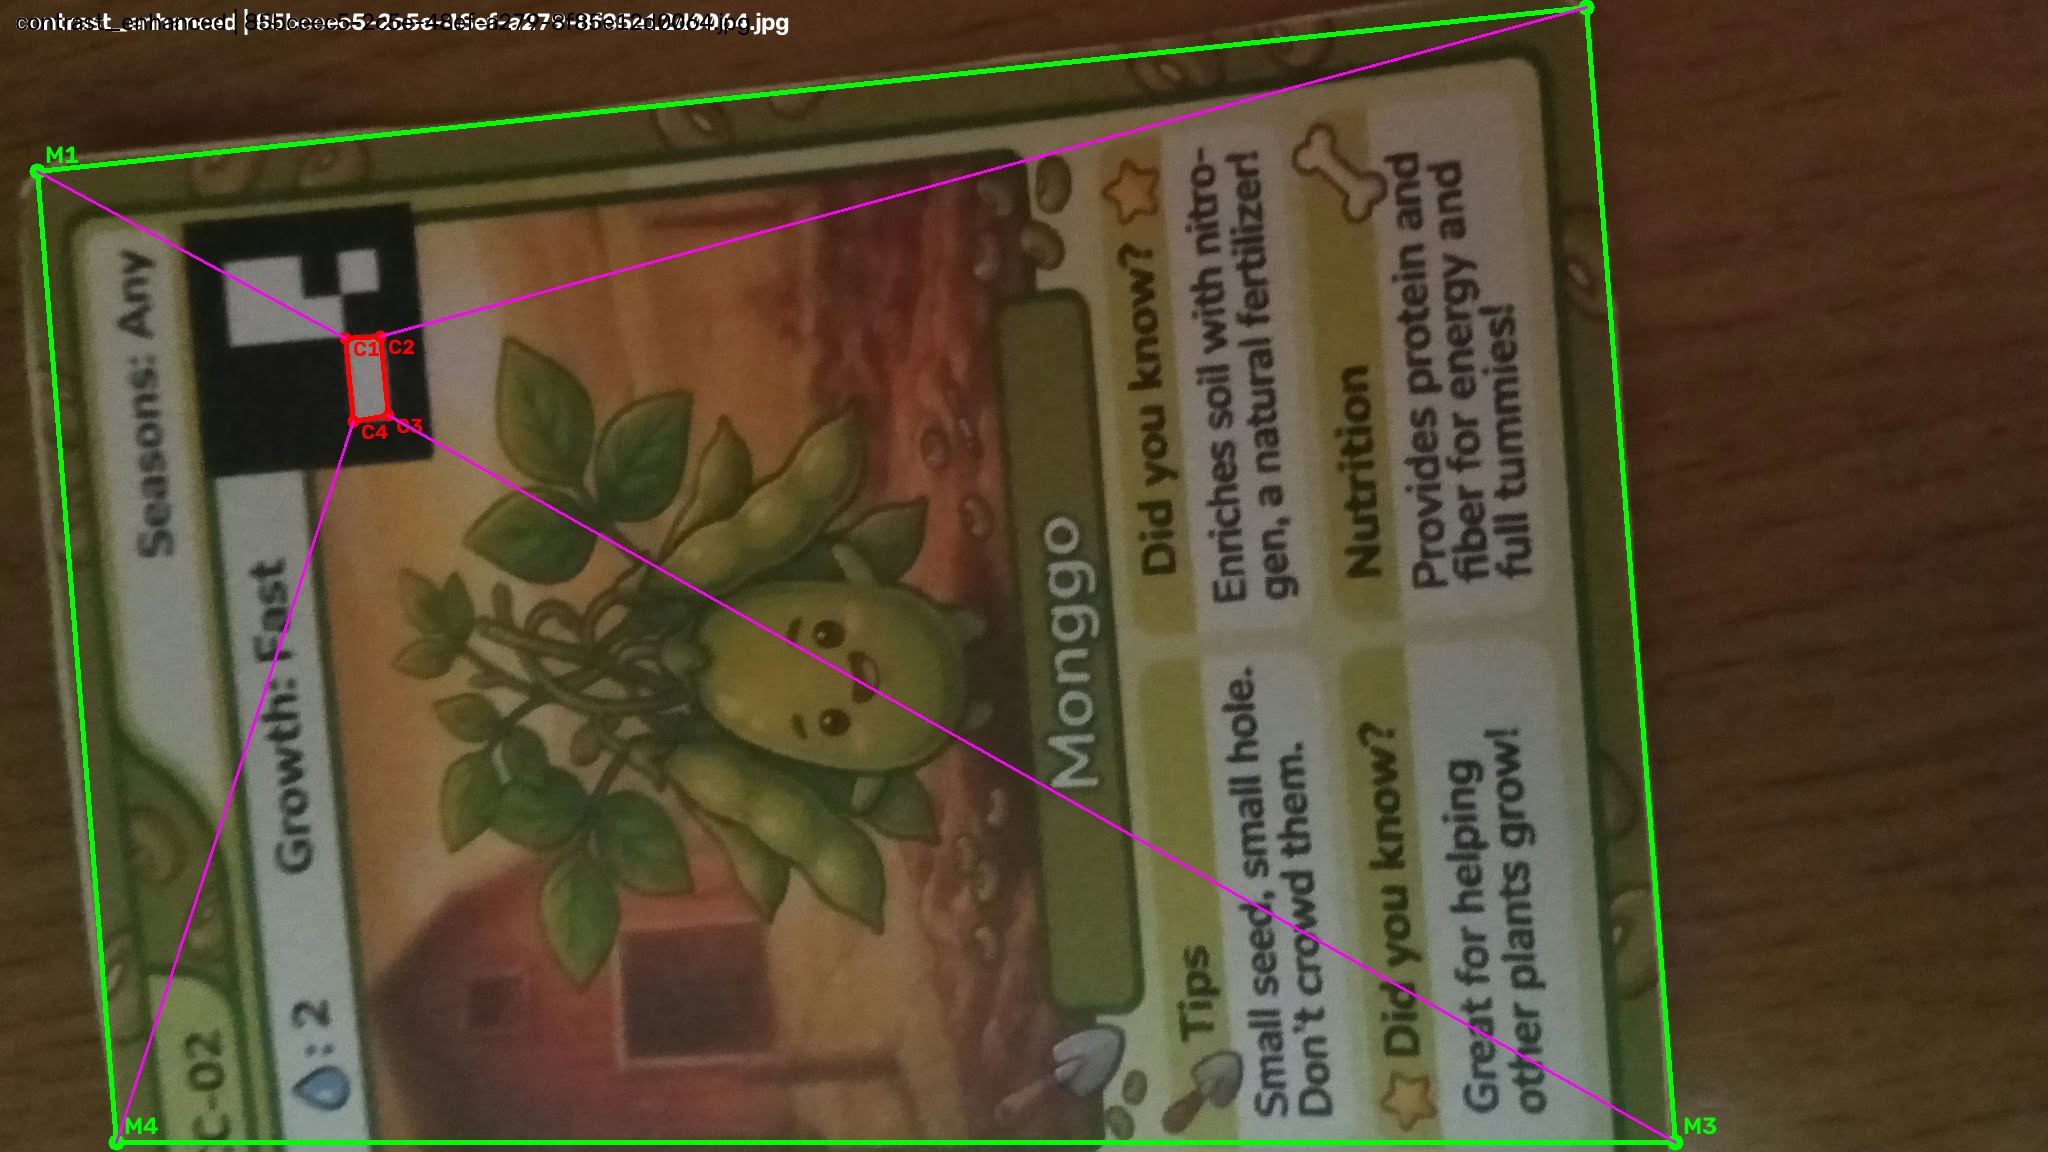 Seasons: Any
Growth: Fast
: 2
C-02
Monggo
Tips
Small seed, small hole.
Don't crowd them.
Did you know?
Enriches soil with nitro-
gen, a natural fertilizer!
Did you know?
Great for helping
other plants grow!
Nutrition
Provides protein and
fiber for energy and
full tummies!
M1
M3
M4
C1
C2
C3
C4